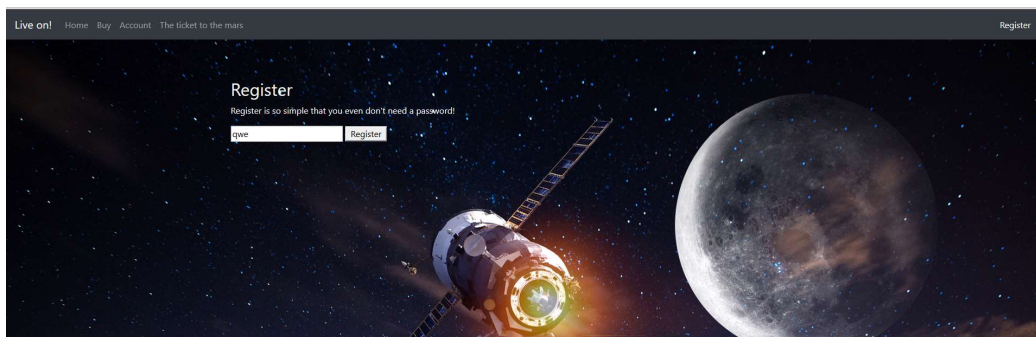 Live on! Home Buy Account The ticket to the mars Register
Register
Register is so simple that you even don't need a password!
qwe Register